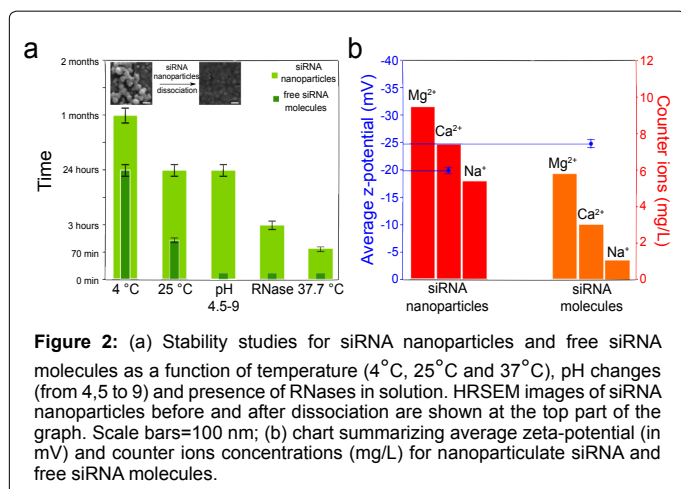 a
siRNA
nanoparticles
dissociation
siRNA
nanoparticles
free siRNA
molecules
Time
2 months
1 months
24 hours
3 hours
70 min
0 min
4 °C 25 °C pH 4.5-9 RNase 37.7 °C
b
Average z-potential (mV)
-40
-35
-30
-25
-20
-15
-10
-5
0
Mg²⁺
Ca²⁺
Na⁺
Mg²⁺
Ca²⁺
Na⁺
siRNA
nanoparticles
siRNA
molecules
12
10
8
6
4
2
0
Counter ions (mg/L)
Figure 2: (a) Stability studies for siRNA nanoparticles and free siRNA
molecules as a function of temperature (4°C, 25°C and 37°C), pH changes
(from 4,5 to 9) and presence of RNases in solution. HRSEM images of siRNA
nanoparticles before and after dissociation are shown at the top part of the
graph. Scale bars=100 nm; (b) chart summarizing average zeta-potential (in
mV) and counter ions concentrations (mg/L) for nanoparticulate siRNA and
free siRNA molecules.